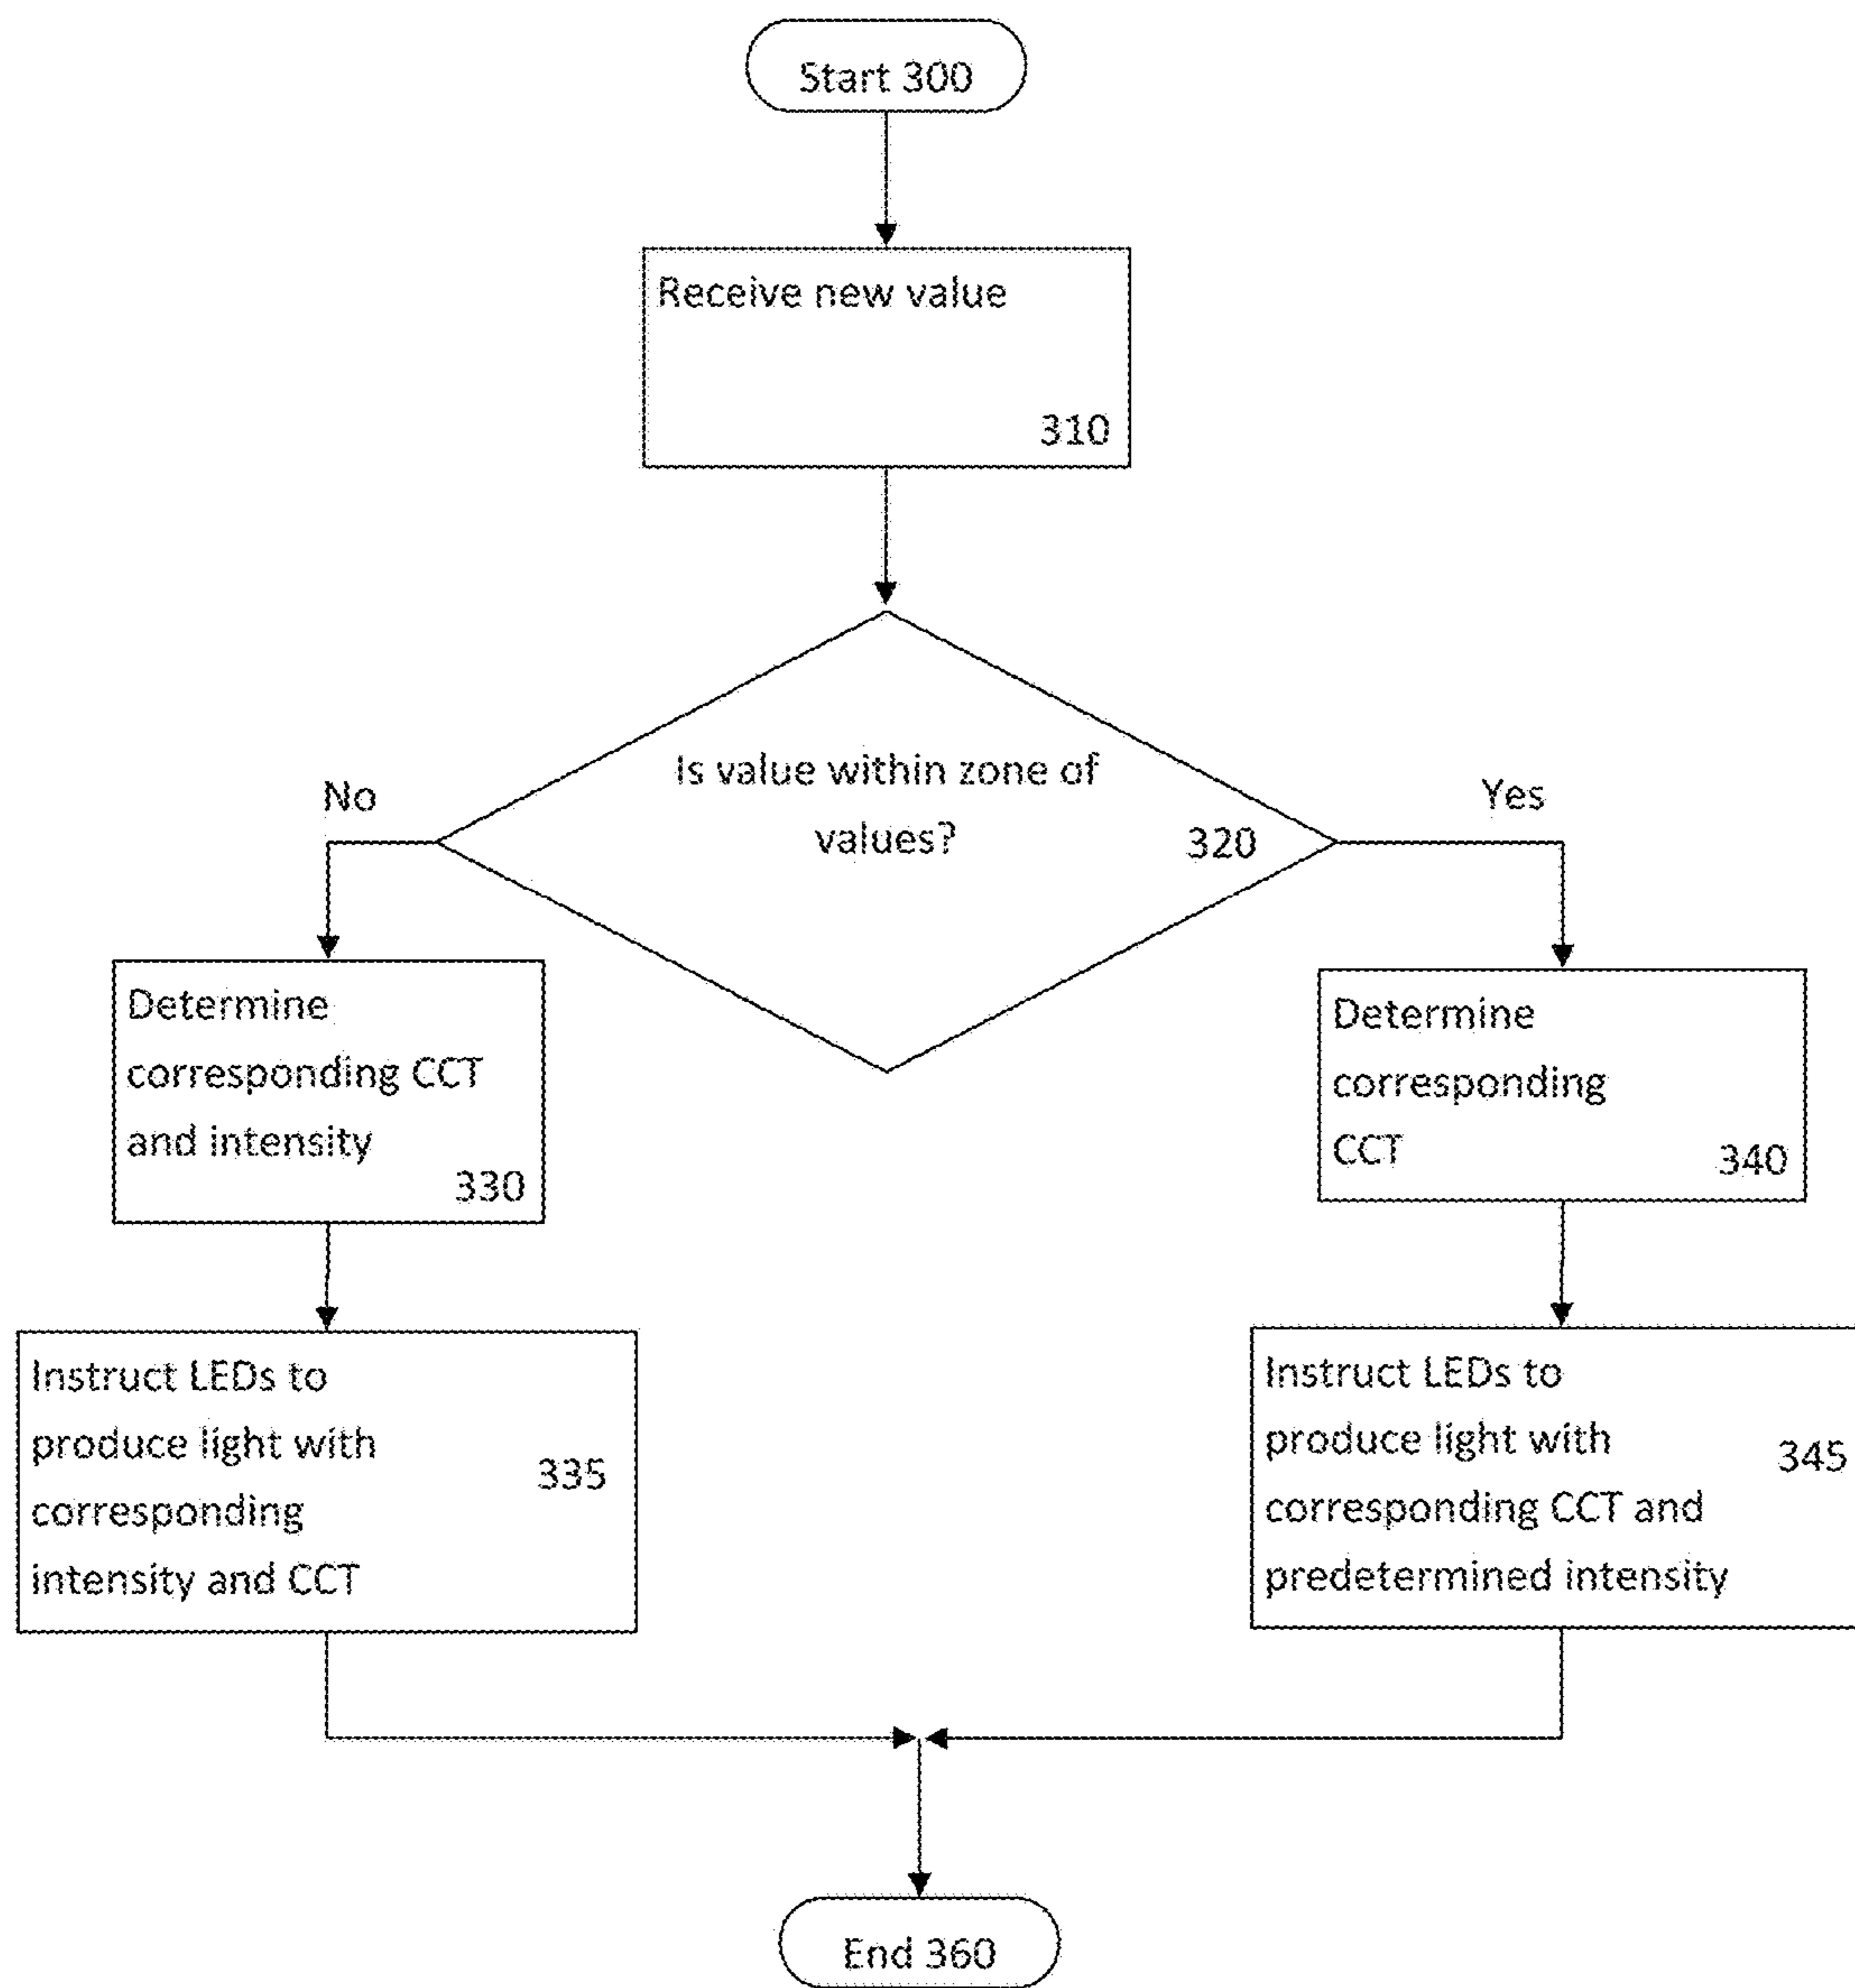 Start 300
Receive new value
310
Is value within zone of
values?
320
No
Yes
Determine
corresponding CCT
and intensity
330
Determine
corresponding
CCT
340
Instruct LEDs to
produce light with
corresponding
intensity and CCT
335
Instruct LEDs to
produce light with
corresponding CCT and
predetermined intensity
345
End 360